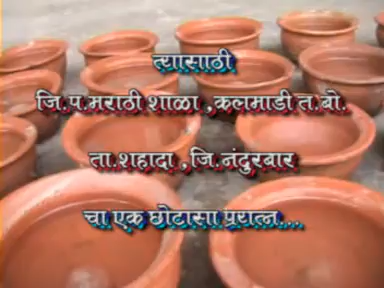 त्यासाठी
जि.प.मराठी शाळा ,कलमाडी त.बो.
ता.शहादा ,जि.नंदुरबार
चा एक छोटासा प्रयत्न...